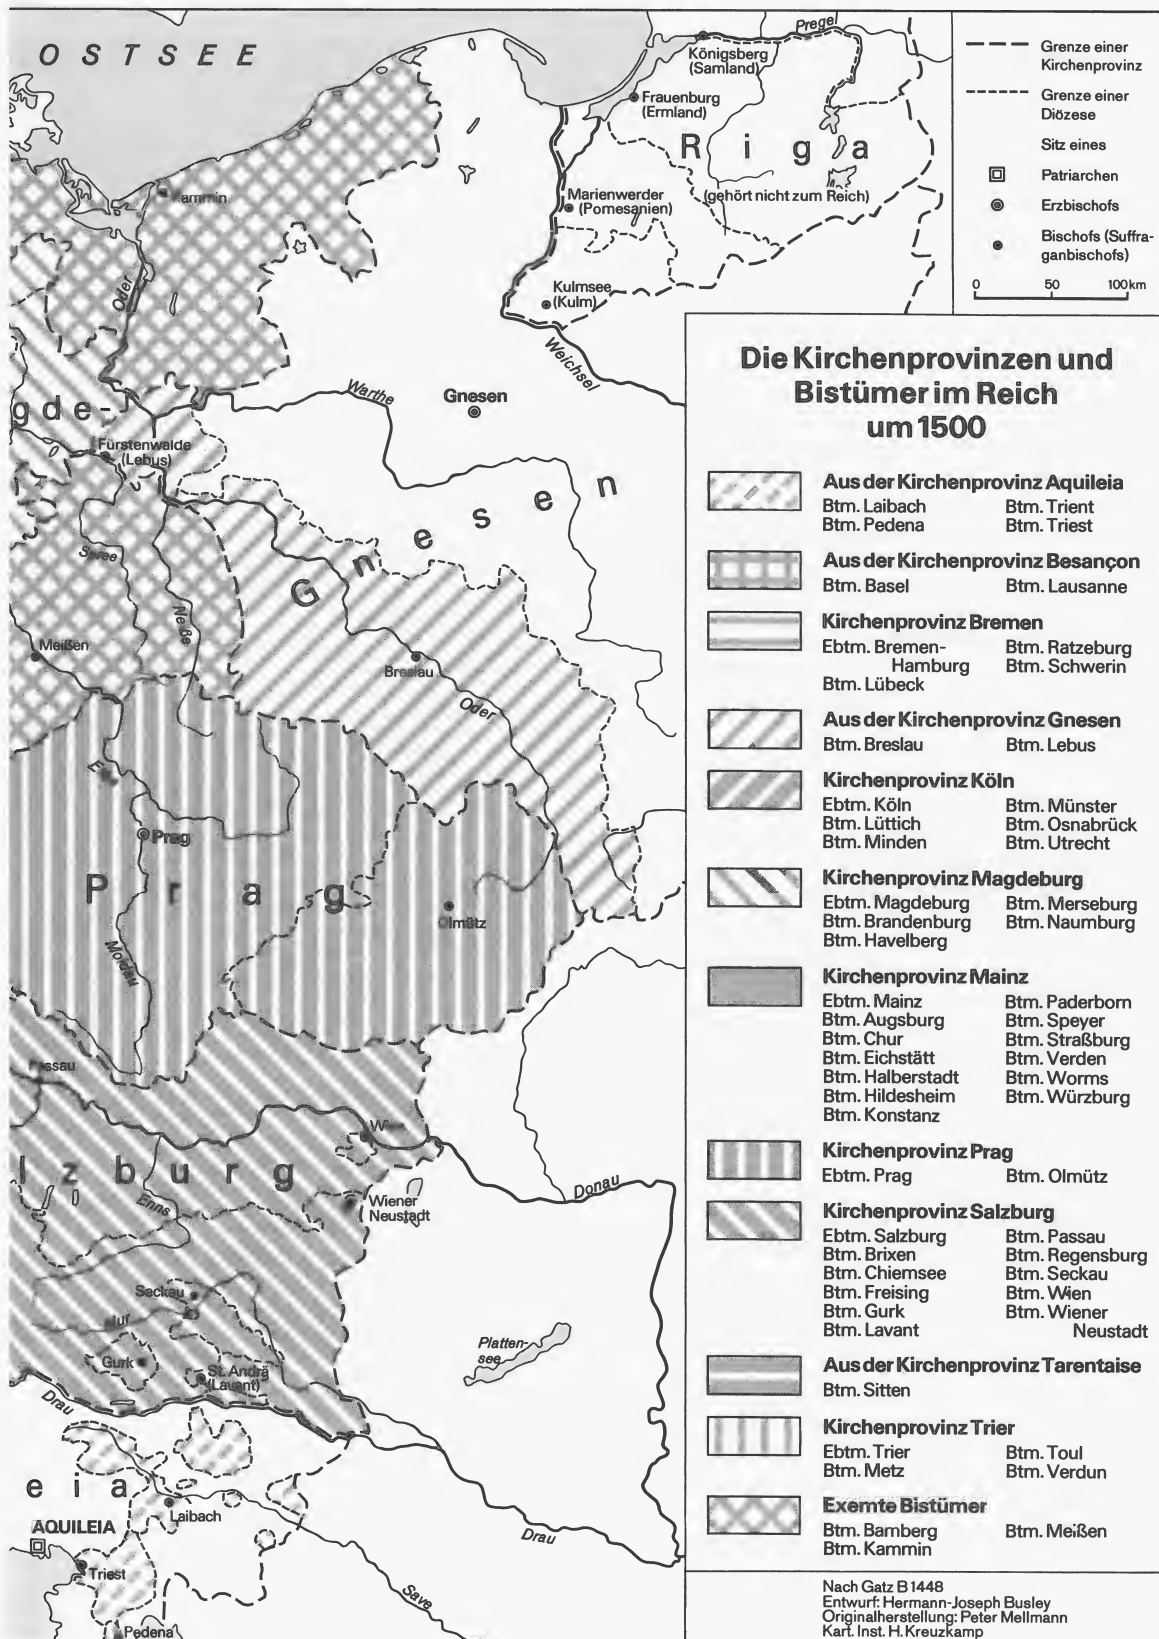 OSTSEE
Pregel
Königsberg
(Samland)
Frauenburg
(Ermland)
Riga
(gehört nicht zum Reich)
Kammin
Marienwerder
(Pomesanien)
Oder
Kulmsee
(Kulm)
Weichsel
Warthe
Gnesen
gde-
Fürstenwalde
(Lebus)
Gnesen
Spree
Neiße
Meißen
Breslau
Oder
Prag
Prag
Olmütz
Moldau
Passau
Wien
lzburg
Donau
Wiener
Neustadt
Enns
Seckau
Mur
Platten-
see
Gurk
St. Andrä
(Lavant)
Drau
eia
Laibach
AQUILEIA
Drau
Triest
Save
Pedena
Grenze einer
Kirchenprovinz
Grenze einer
Diözese
Sitz eines
Patriarchen
Erzbischofs
Bischofs (Suffra-
ganbischofs)
0 50 100km
Die Kirchenprovinzen und
Bistümer im Reich
um 1500
Aus der Kirchenprovinz Aquileia
Btm. Laibach Btm. Trient
Btm. Pedena Btm. Triest
Aus der Kirchenprovinz Besançon
Btm. Basel Btm. Lausanne
Kirchenprovinz Bremen
Ebtm. Bremen- Btm. Ratzeburg
Hamburg Btm. Schwerin
Btm. Lübeck
Aus der Kirchenprovinz Gnesen
Btm. Breslau Btm. Lebus
Kirchenprovinz Köln
Ebtm. Köln Btm. Münster
Btm. Lüttich Btm. Osnabrück
Btm. Minden Btm. Utrecht
Kirchenprovinz Magdeburg
Ebtm. Magdeburg Btm. Merseburg
Btm. Brandenburg Btm. Naumburg
Btm. Havelberg
Kirchenprovinz Mainz
Ebtm. Mainz Btm. Paderborn
Btm. Augsburg Btm. Speyer
Btm. Chur Btm. Straßburg
Btm. Eichstätt Btm. Verden
Btm. Halberstadt Btm. Worms
Btm. Hildesheim Btm. Würzburg
Btm. Konstanz
Kirchenprovinz Prag
Ebtm. Prag Btm. Olmütz
Kirchenprovinz Salzburg
Ebtm. Salzburg Btm. Passau
Btm. Brixen Btm. Regensburg
Btm. Chiemsee Btm. Seckau
Btm. Freising Btm. Wien
Btm. Gurk Btm. Wiener
Btm. Lavant Neustadt
Aus der Kirchenprovinz Tarentaise
Btm. Sitten
Kirchenprovinz Trier
Ebtm. Trier Btm. Toul
Btm. Metz Btm. Verdun
Exemte Bistümer
Btm. Bamberg Btm. Meißen
Btm. Kammin
Nach Gatz B 1448
Entwurf: Hermann-Joseph Busley
Originalherstellung: Peter Mellmann
Kart. Inst. H. Kreuzkamp